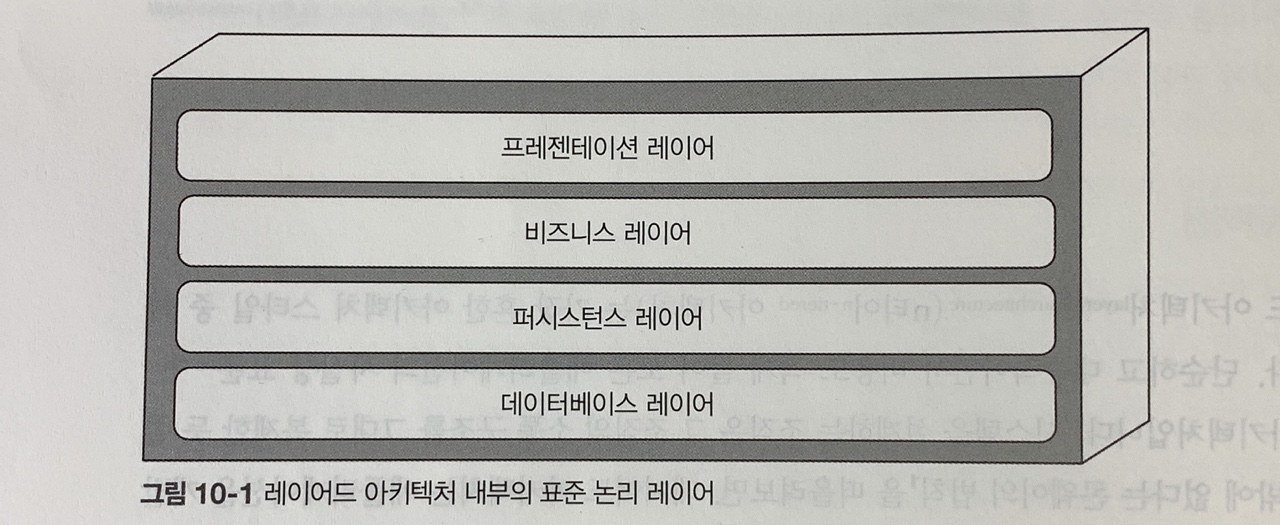 프레젠테이션 레이어
비즈니스 레이어
퍼시스턴스 레이어
데이터베이스 레이어
그림 10-1 레이어드 아키텍처 내부의 표준 논리 레이어